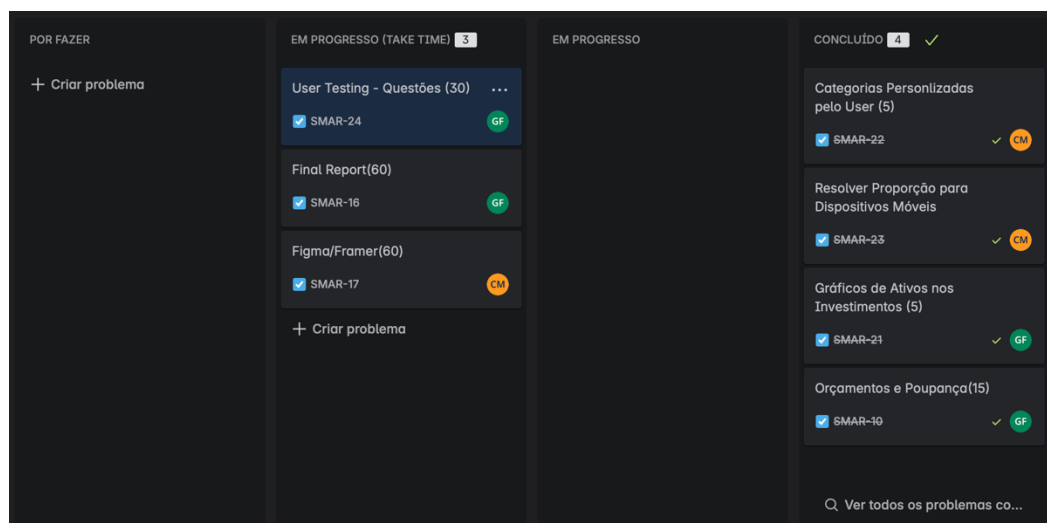 POR FAZER
+ Criar problema
EM PROGRESSO (TAKE TIME) 3
User Testing - Questões (30) ...
SMAR-24 GF
Final Report(60)
SMAR-16 GF
Figma/Framer(60)
SMAR-17 CM
+ Criar problema
EM PROGRESSO
CONCLUÍDO 4
Categorias Personlizadas
pelo User (5)
SMAR-22 CM
Resolver Proporção para
Dispositivos Móveis
SMAR-23 CM
Gráficos de Ativos nos
Investimentos (5)
SMAR-21 GF
Orçamentos e Poupança(15)
SMAR-10 GF
Ver todos os problemas co...